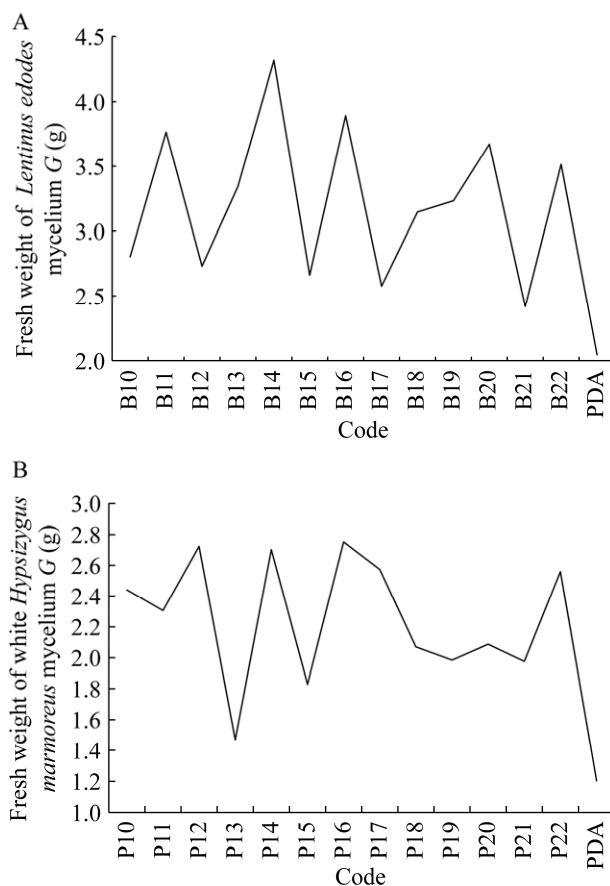 A
Fresh weight of Lentinus edodes
mycelium G (g)
4.5
4.0
3.5
3.0
2.5
2.0
B10 B11 B12 B13 B14 B15 B16 B17 B18 B19 B20 B21 B22 PDA
Code
B
Fresh weight of white Hypsizygus
marmoreus mycelium G (g)
3.0
2.8
2.6
2.4
2.2
2.0
1.8
1.6
1.4
1.2
1.0
P10 P11 P12 P13 P14 P15 P16 P17 P18 P19 P20 P21 P22 PDA
Code